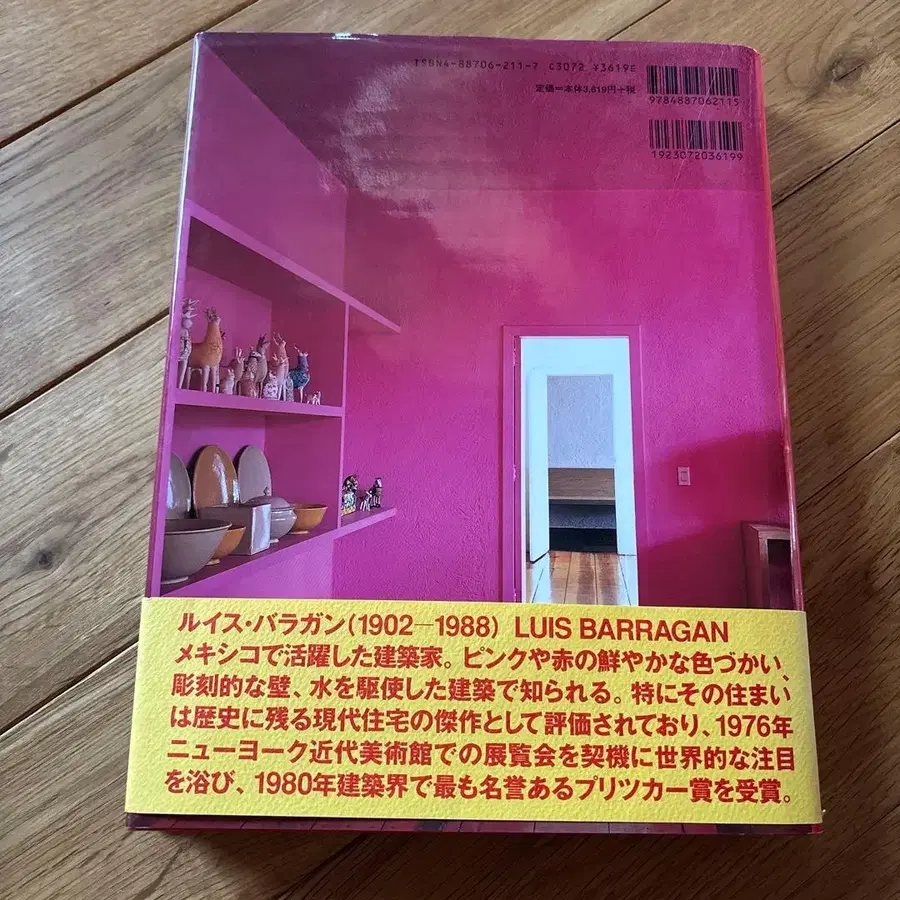 ISBN4-88706-211-7 C3072 ¥3619E
定価=本体3,619円+税
9784887062115
1923072036199
ルイス・バラガン(1902—1988) LUIS BARRAGAN
メキシコで活躍した建築家。ピンクや赤の鮮やかな色づかい、
彫刻的な壁、水を駆使した建築で知られる。特にその住まい
は歴史に残る現代住宅の傑作として評価されており、1976年
ニューヨーク近代美術館での展覧会を契機に世界的な注目
を浴び、1980年建築界で最も名誉あるプリツカー賞を受賞。